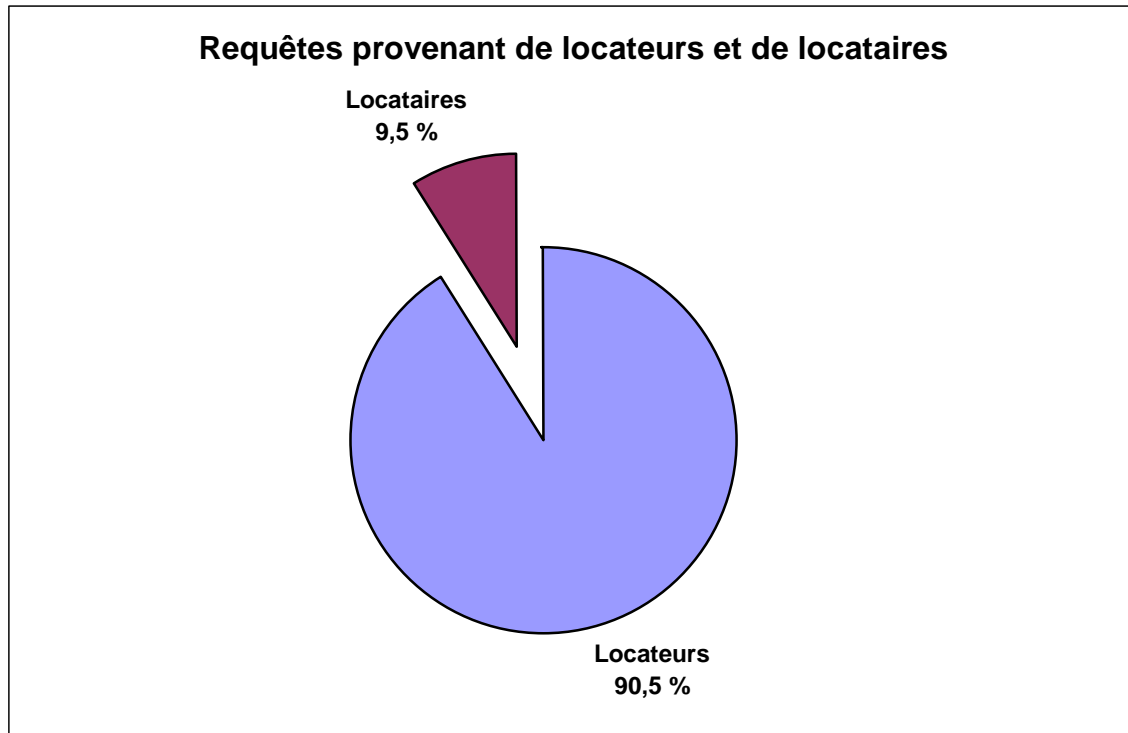 Requêtes provenant de locateurs et de locataires
Locataires
9,5 %
Locateurs
90,5 %